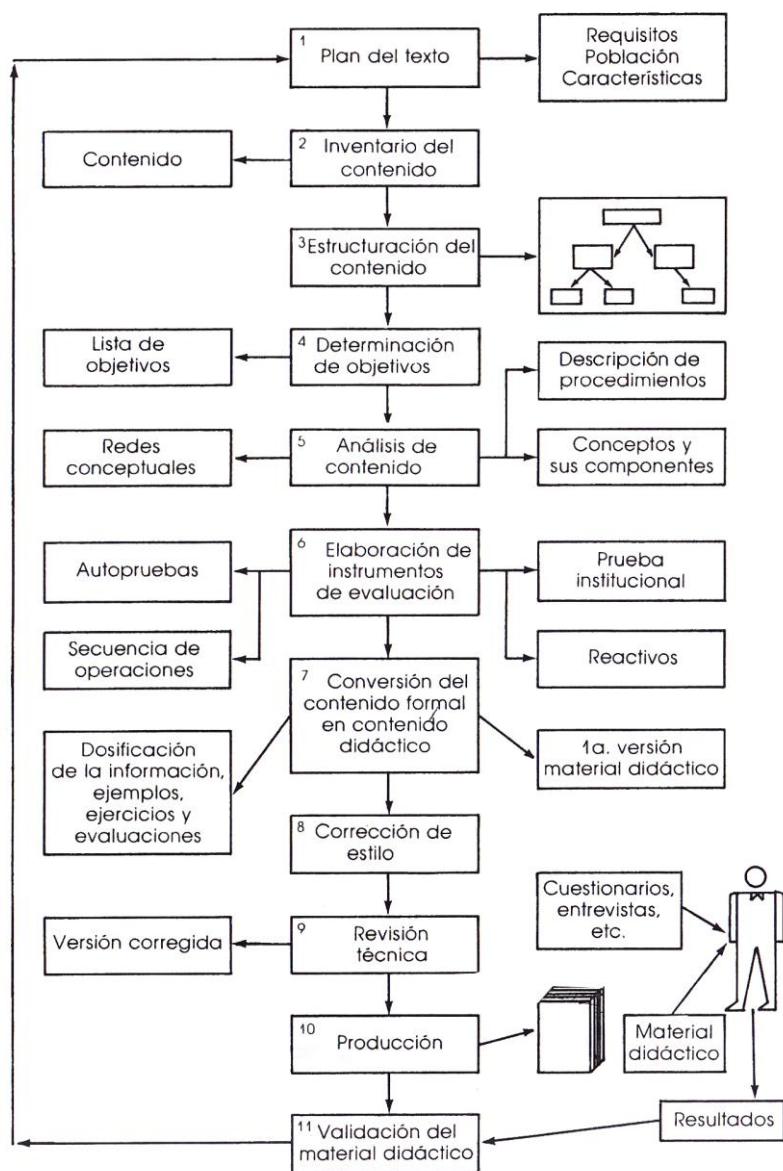 1
Plan del texto
Requisitos
Población
Características
Contenido
2
Inventario del
contenido
3
Estructuración del
contenido
Lista de
objetivos
4
Determinación
de objetivos
Descripción de
procedimientos
Redes
conceptuales
5
Análisis de
contenido
Conceptos y
sus componentes
Autopruebas
6
Elaboración de
instrumentos
de evaluación
Prueba
institucional
Secuencia de
operaciones
Reactivos
7
Conversión del
contenido formal
en contenido
didáctico
Dosificación
de la información,
ejemplos,
ejercicios y
evaluaciones
1a. versión
material didáctico
8
Corrección de
estilo
Cuestionarios,
entrevistas,
etc.
Versión corregida
9
Revisión
técnica
10
Producción
Material
didáctico
Resultados
11
Validación del
material didáctico